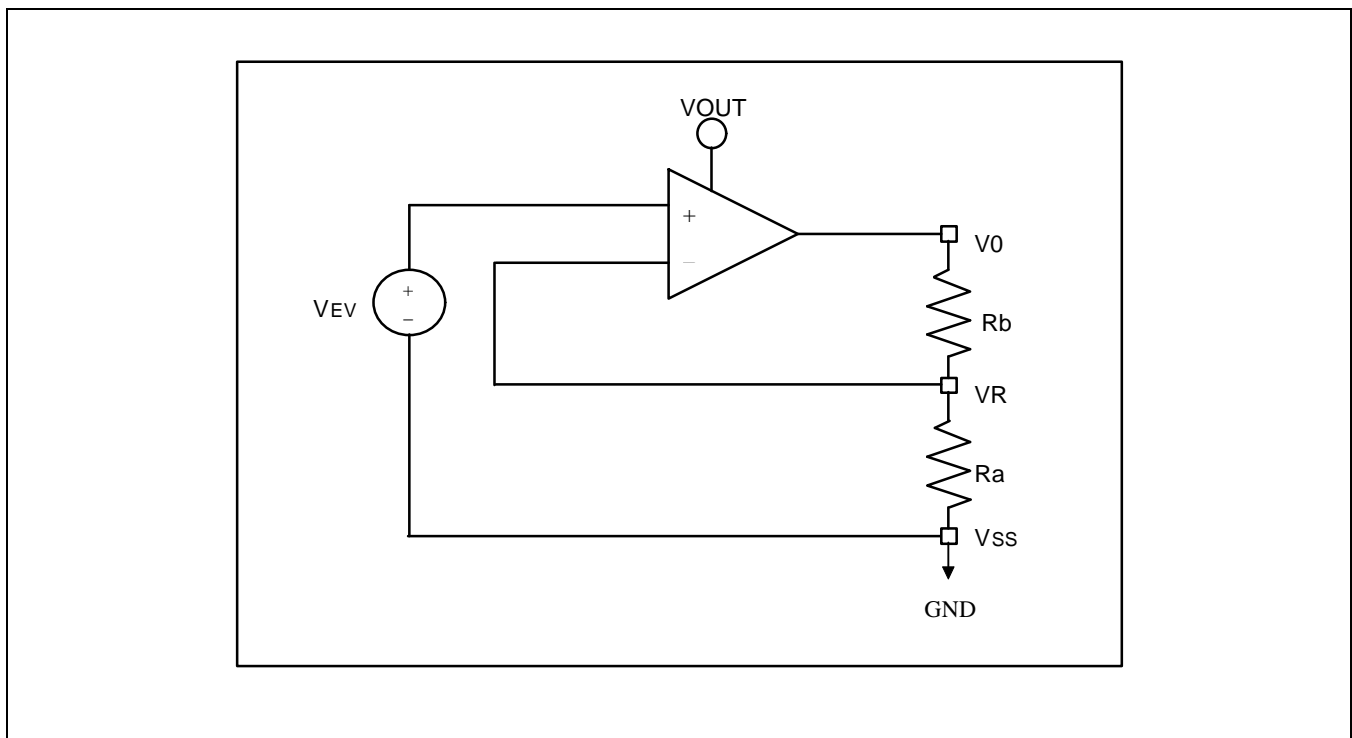 VOUT
+
−
V0
VEV
+
−
Rb
VR
Ra
VSS
GND